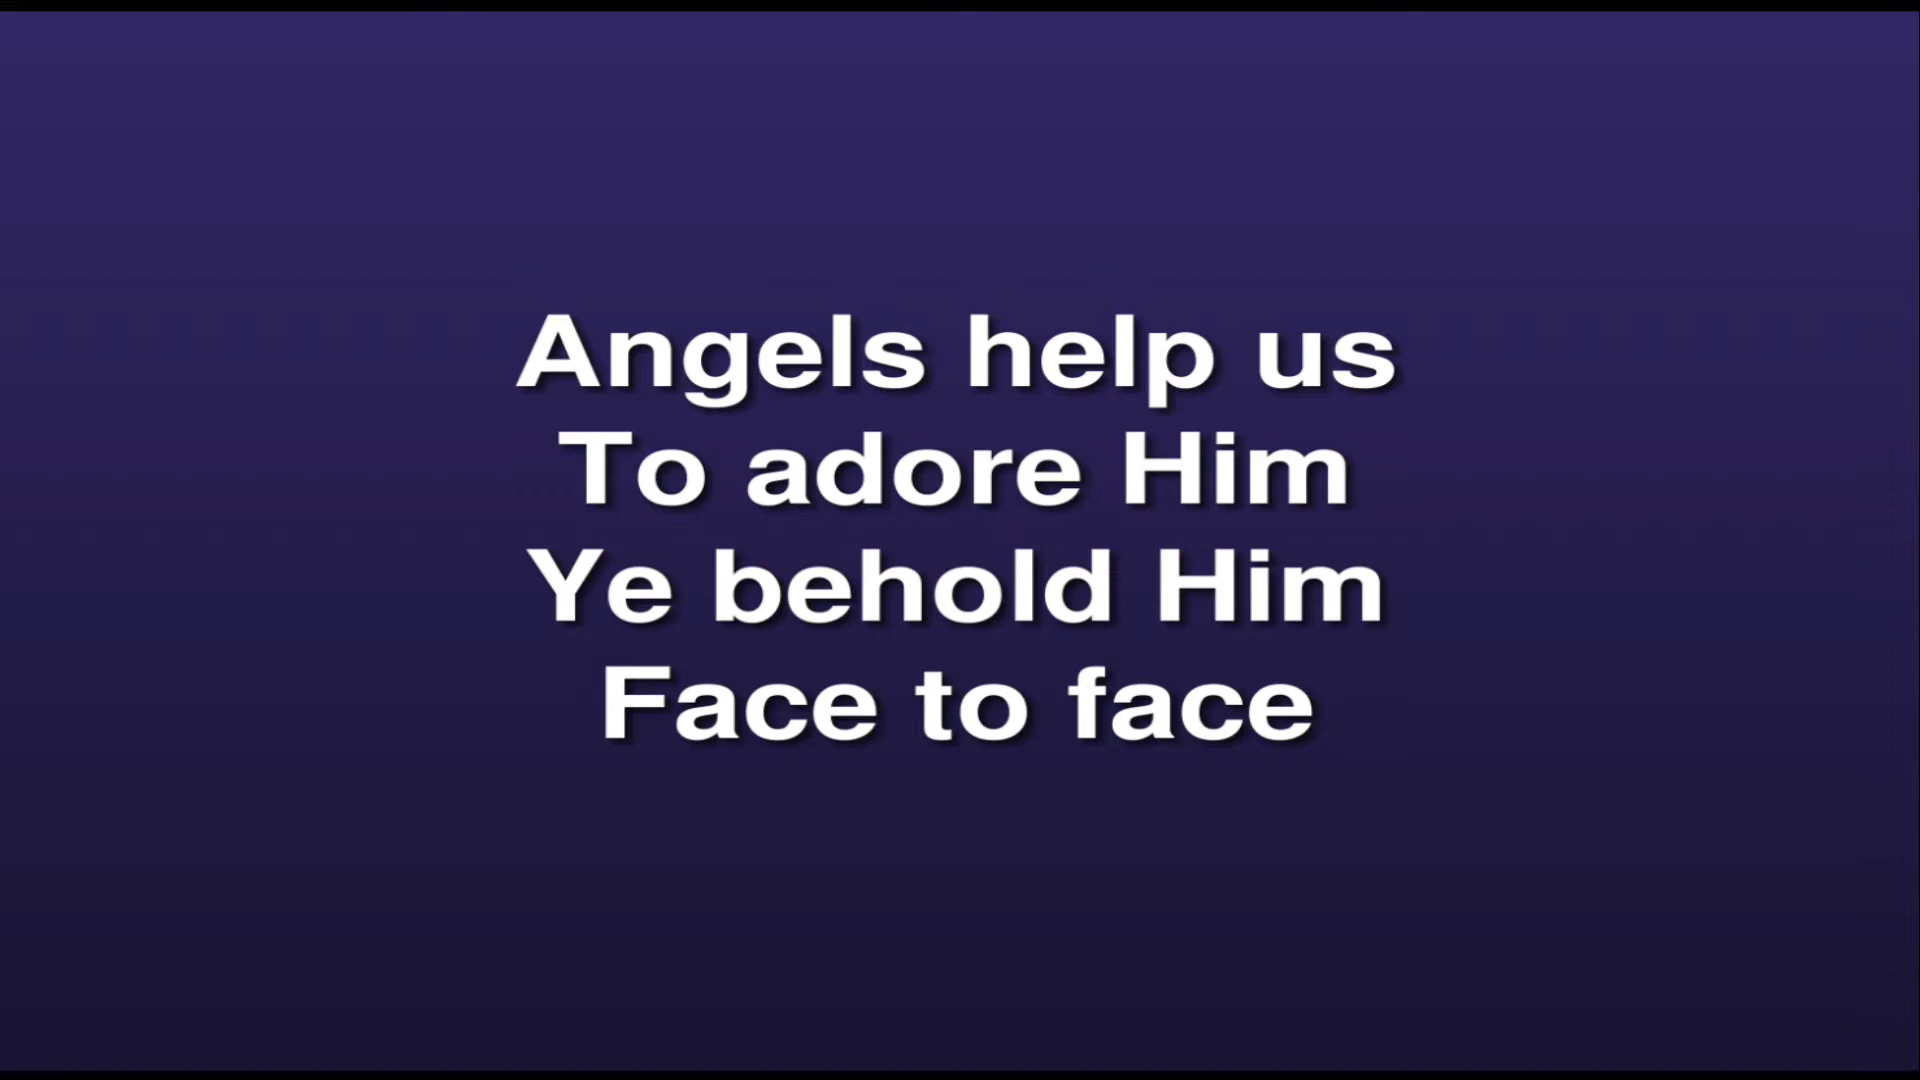 Angels help us
To adore Him
Ye behold Him
Face to face